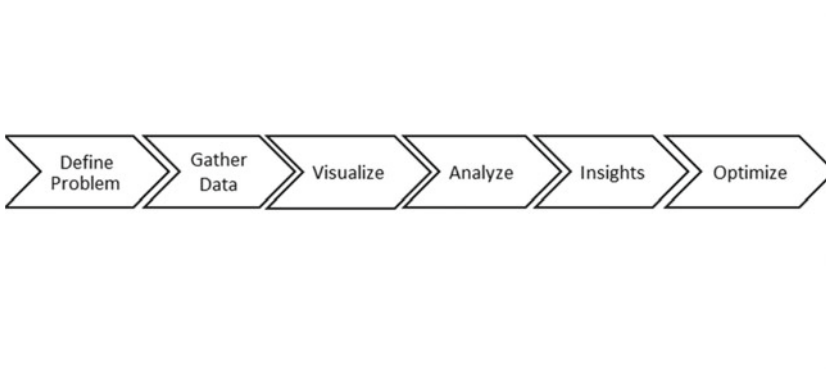 Define
Problem
Gather
Data
Visualize
Analyze
Insights
Optimize